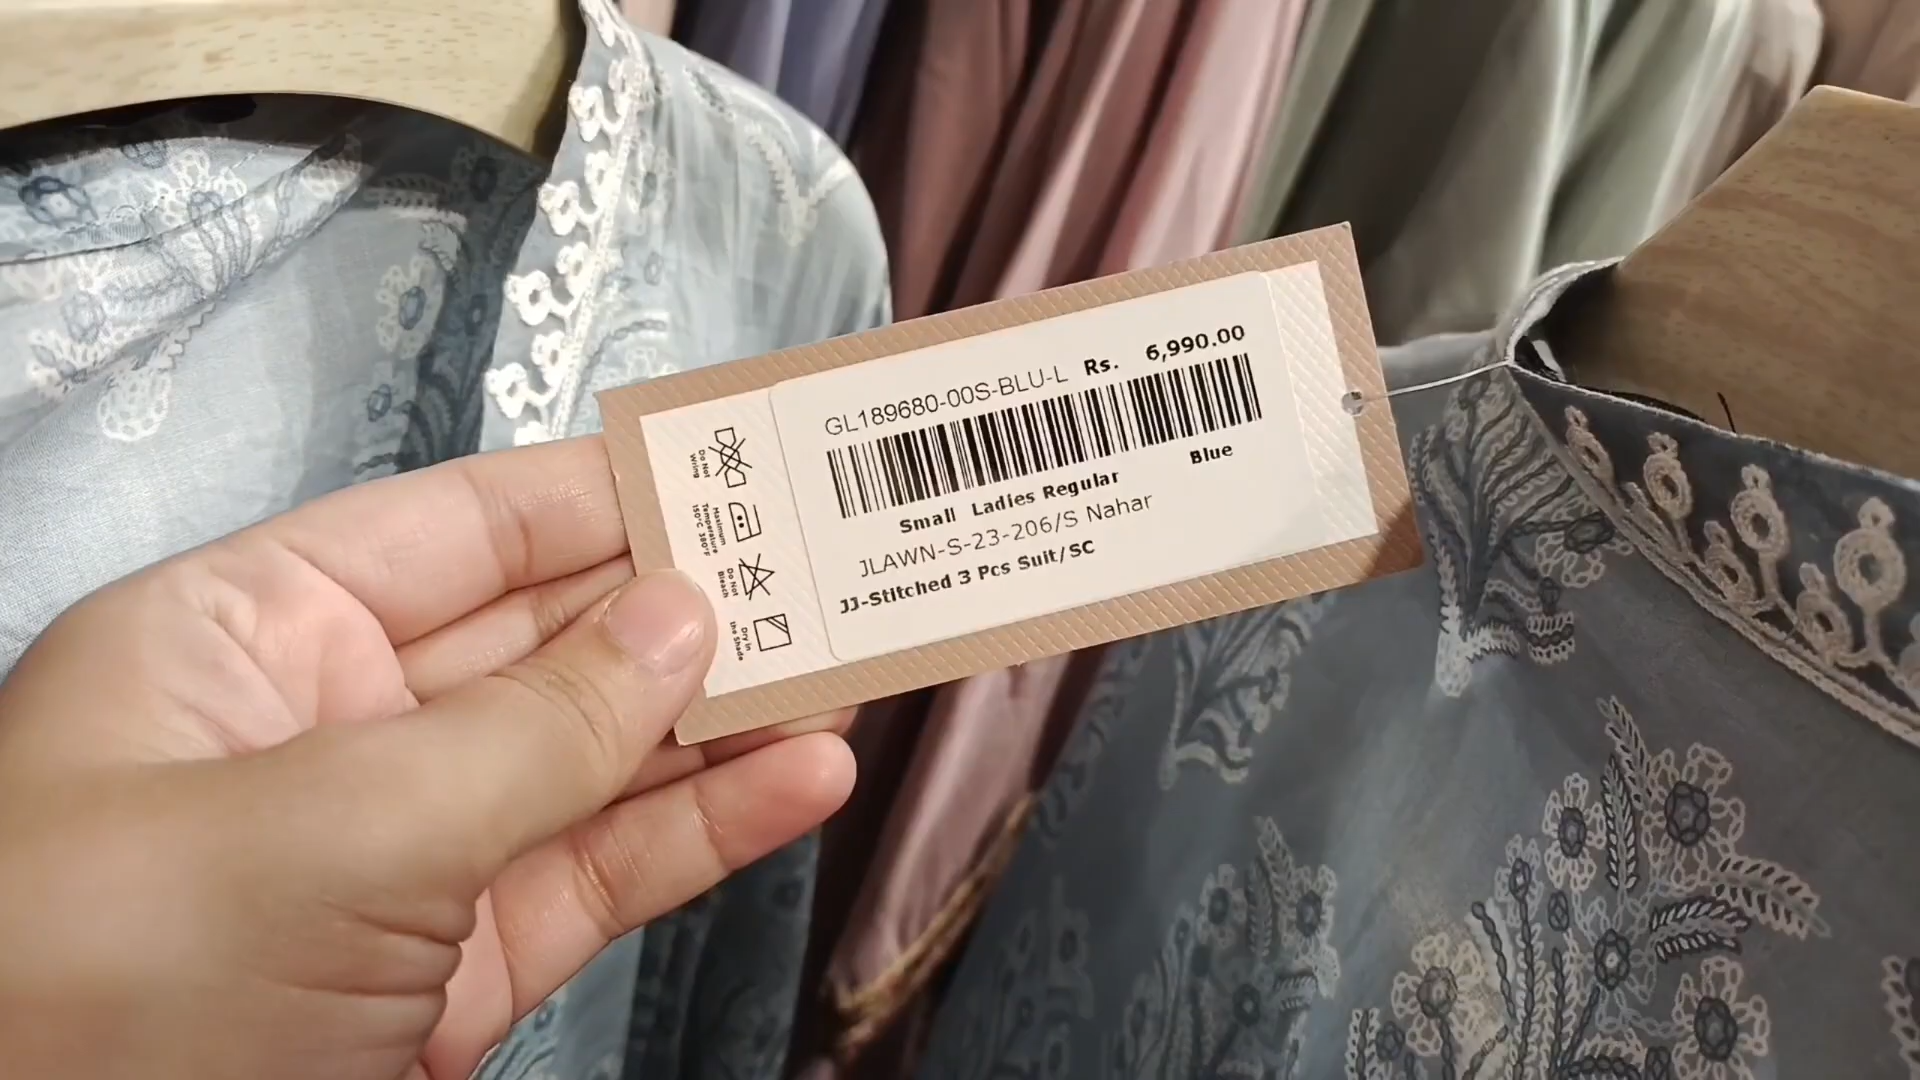 GL189680-00S-BLU-L Rs. 6,990.00
Small Ladies Regular Blue
JLAWN-S-23-206/S Nahar
JJ-Stitched 3 Pcs Suit/SC
Do Not
Wring
Maximum
Temperature
150°C 380°F
Do Not
Bleach
Dry in
the Shade